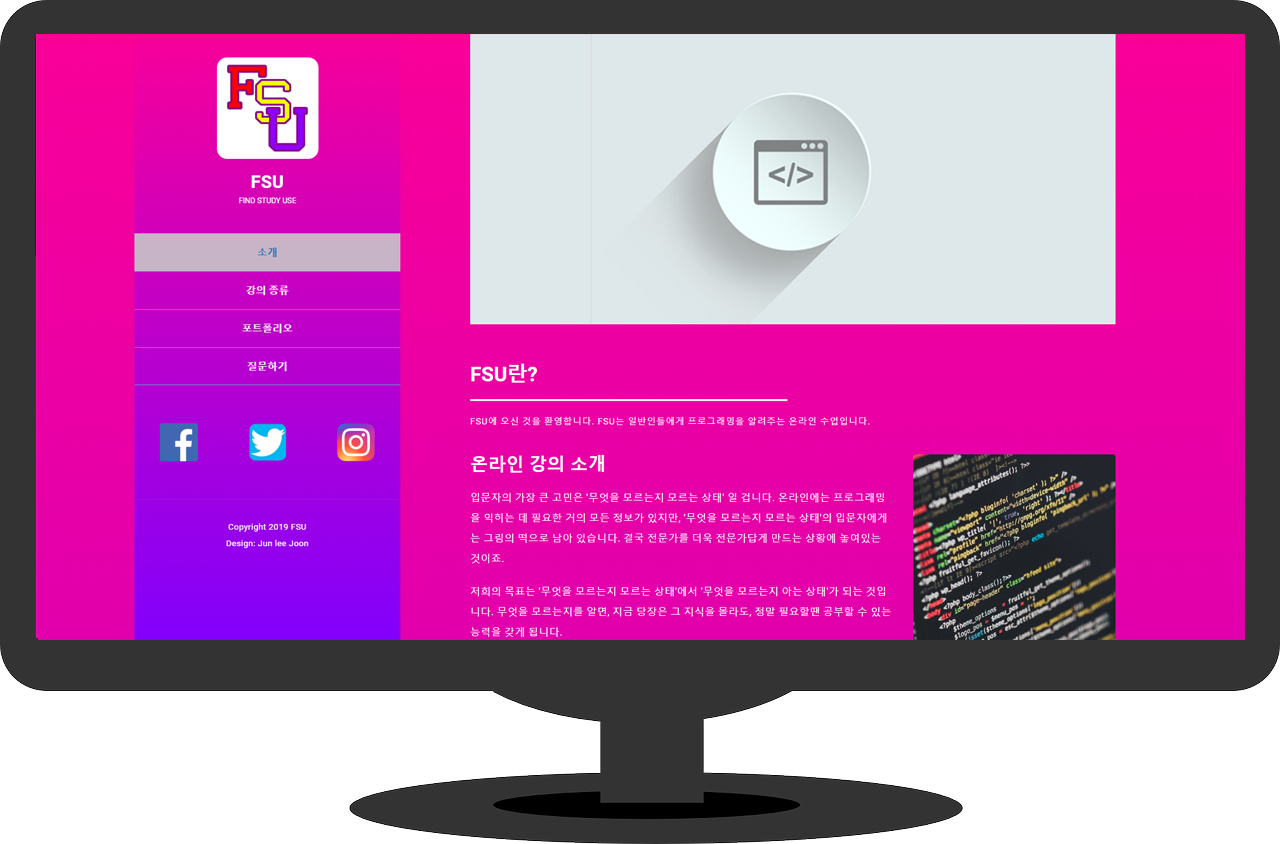 FSU
FSU
FIND STUDY USE
소개
강의 종류
포트폴리오
질문하기
Copyright 2019 FSU
Design: Jun lee Joon
</>
FSU란?
FSU에 오신 것을 환영합니다. FSU는 일반인들에게 프로그래밍을 알려주는 온라인 수업입니다.
온라인 강의 소개
입문자의 가장 큰 고민은 '무엇을 모르는지 모르는 상태' 일 겁니다. 온라인에는 프로그래밍
을 익히는 데 필요한 거의 모든 정보가 있지만, '무엇을 모르는지 모르는 상태'의 입문자에게
는 그림의 떡으로 남아 있습니다. 결국 전문가를 더욱 전문가답게 만드는 상황에 놓여있는
것이죠.
저희의 목표는 '무엇을 모르는지 모르는 상태'에서 '무엇을 모르는지 아는 상태'가 되는 것입
니다. 무엇을 모르는지를 알면, 지금 당장은 그 지식을 몰라도, 정말 필요할땐 공부할 수 있는
능력을 갖게 됩니다.
<?php language_attributes(); ?>>
<?php wp_head(); ?>
<?php body_class();?>>